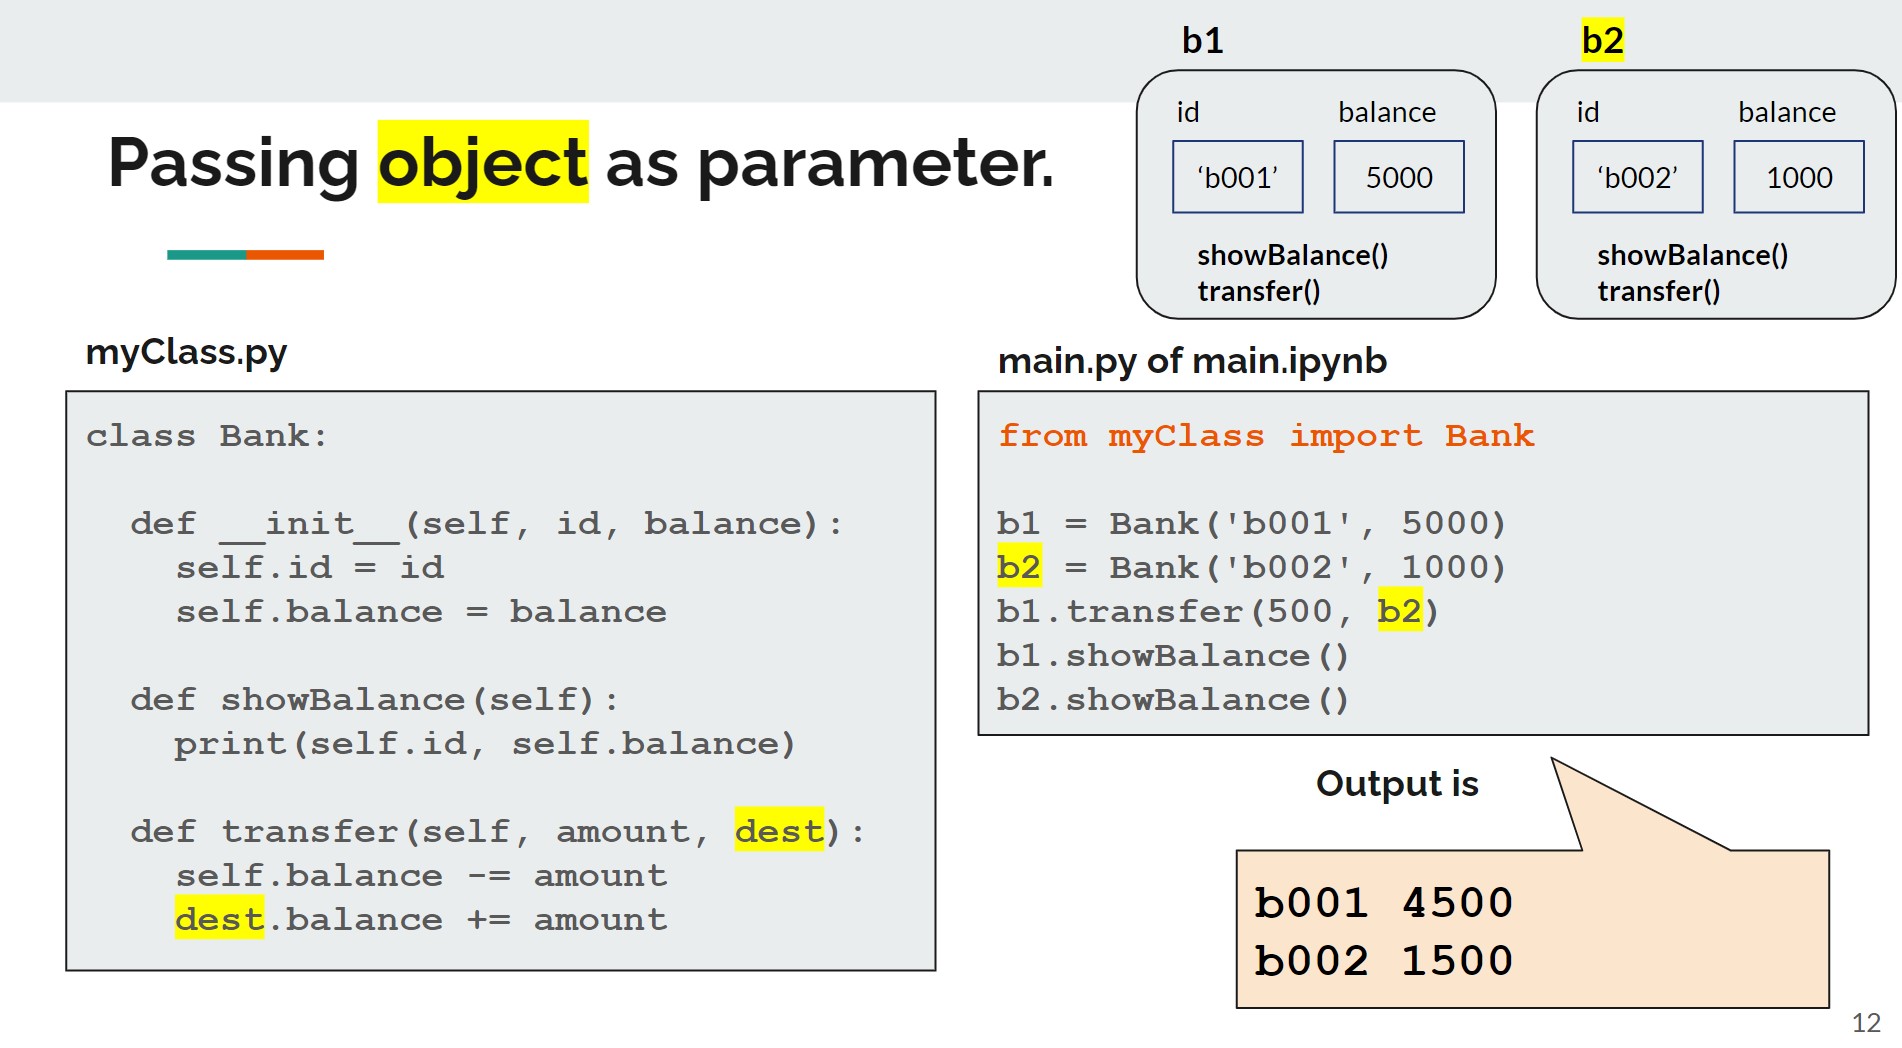 b1
b2
id balance
‘b001’ 5000
showBalance()
transfer()
id balance
‘b002’ 1000
showBalance()
transfer()
Passing object as parameter.
myClass.py
class Bank:
  def __init__(self, id, balance):
    self.id = id
    self.balance = balance
  def showBalance(self):
    print(self.id, self.balance)
  def transfer(self, amount, dest):
    self.balance -= amount
    dest.balance += amount
main.py of main.ipynb
from myClass import Bank
b1 = Bank('b001', 5000)
b2 = Bank('b002', 1000)
b1.transfer(500, b2)
b1.showBalance()
b2.showBalance()
Output is
b001 4500
b002 1500
12